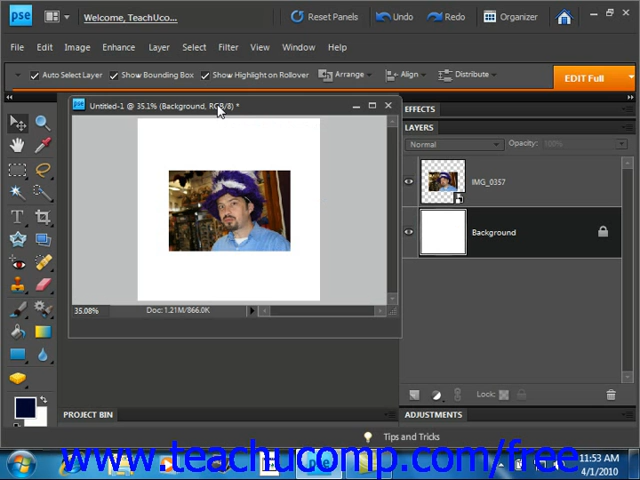 pse Welcome, TeachUco... Reset Panels Undo Redo Organizer
File Edit Image Enhance Layer Select Filter View Window Help
Auto Select Layer Show Bounding Box Show Highlight on Rollover Arrange Align Distribute EDIT Full
pse Untitled-1 @ 35.1% (Background, RGB/8) *
EFFECTS
LAYERS
Normal Opacity: 100%
IMG_0357
Background
35.08% Doc: 1.21M/866.0K
Lock:
PROJECT BIN ADJUSTMENTS
Tips and Tricks
www.teachucomp.com/free
pse
11:53 AM
4/1/2010